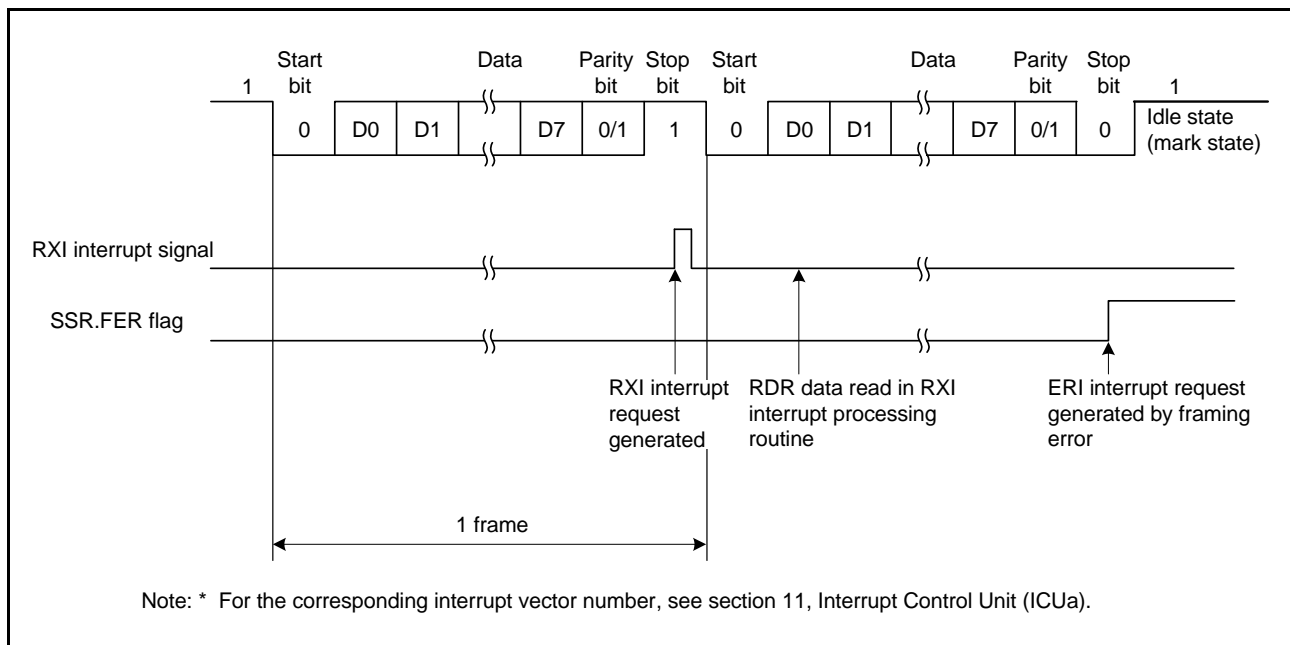 Start bit
Data
Parity bit
Stop bit
Start bit
Data
Parity bit
Stop bit
1
1
0
D0
D1
D7
0/1
1
0
D0
D1
D7
0/1
0
Idle state
(mark state)
RXI interrupt signal
SSR.FER flag
RXI interrupt
request
generated
RDR data read in RXI
interrupt processing
routine
ERI interrupt request
generated by framing
error
1 frame
Note: * For the corresponding interrupt vector number, see section 11, Interrupt Control Unit (ICUa).